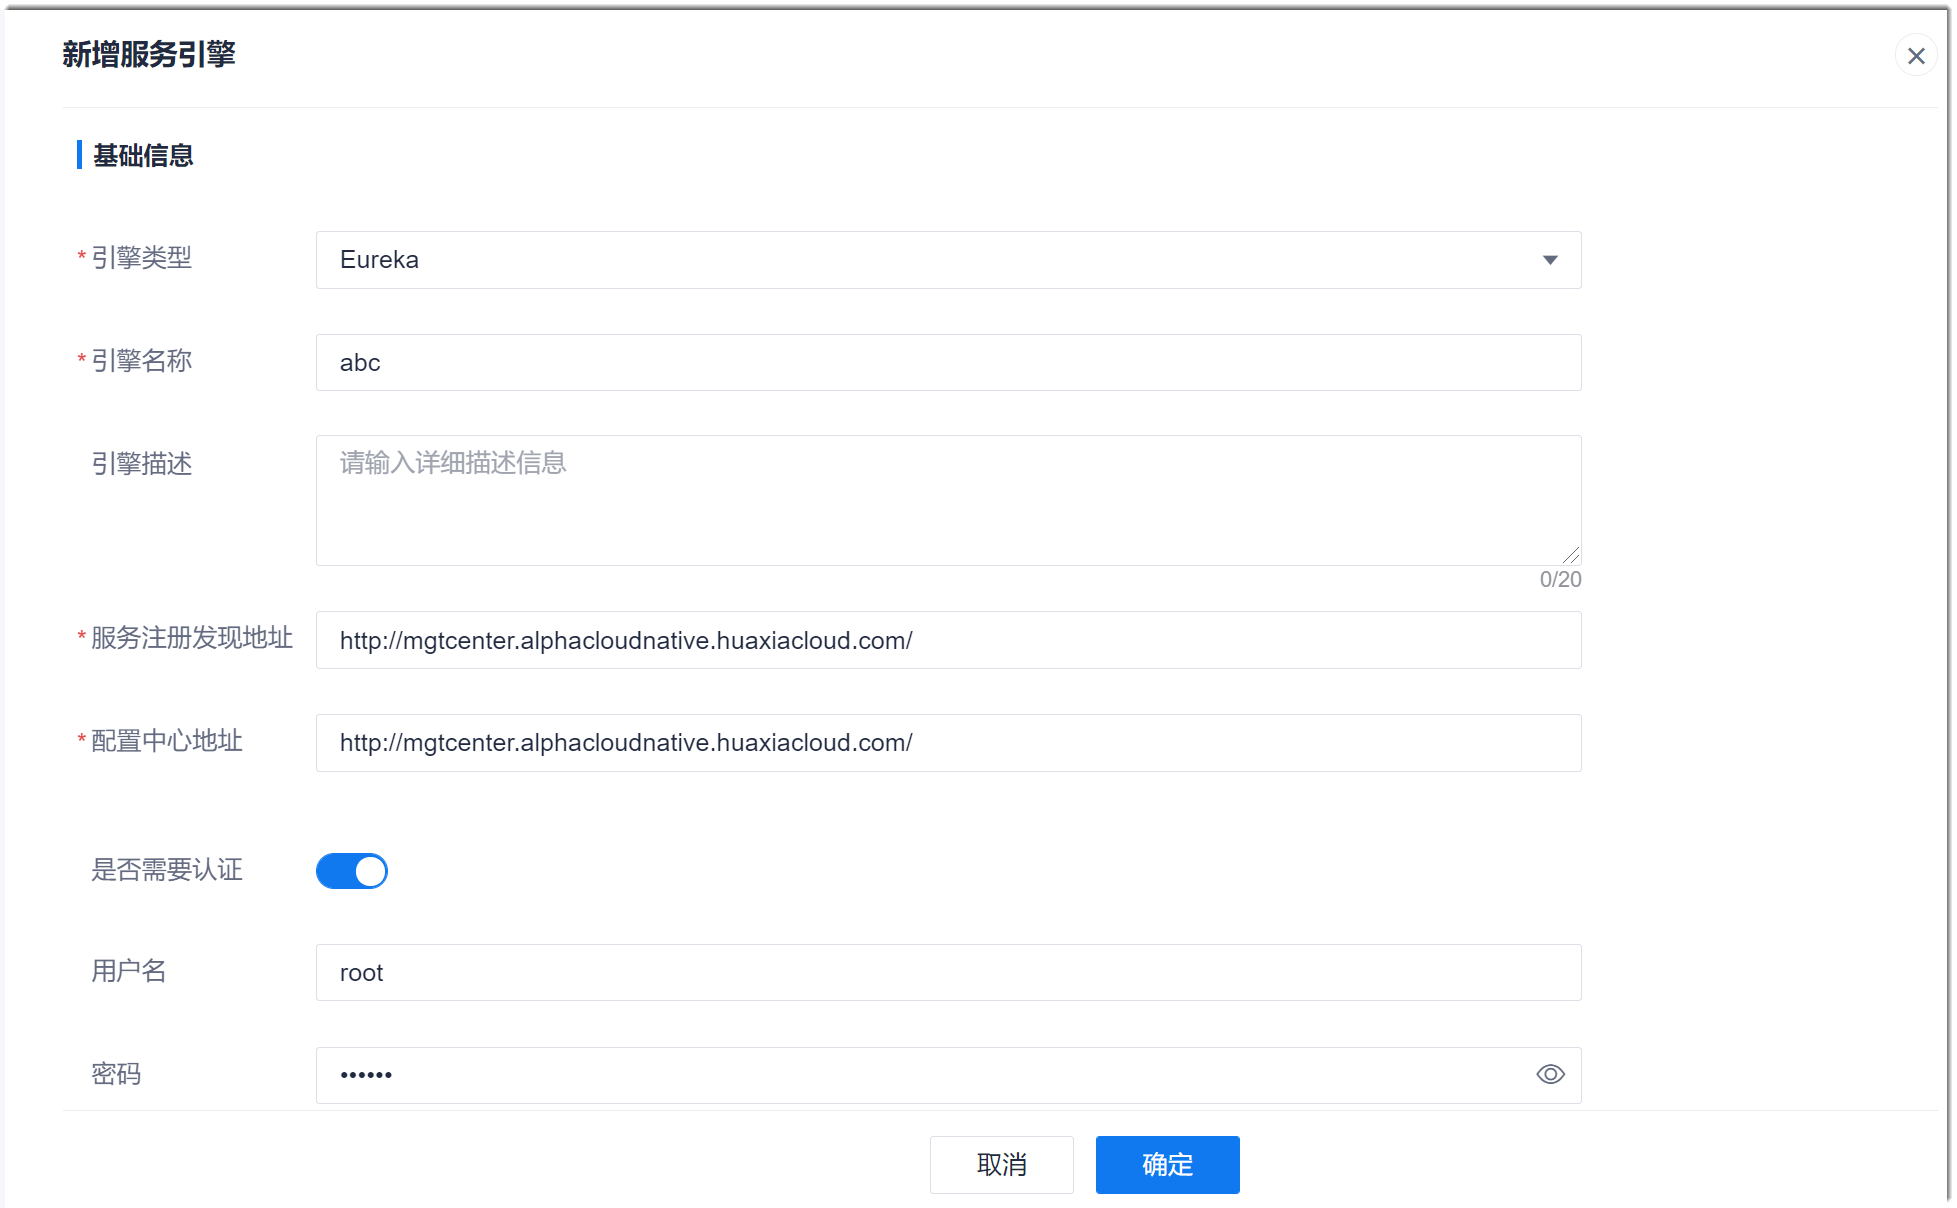 新增服务引擎
基础信息
* 引擎类型
Eureka
* 引擎名称
abc
引擎描述
请输入详细描述信息
0/20
* 服务注册发现地址
http://mgtcenter.alphacloudnative.huaxiacloud.com/
* 配置中心地址
http://mgtcenter.alphacloudnative.huaxiacloud.com/
是否需要认证
用户名
root
密码
••••••
取消
确定